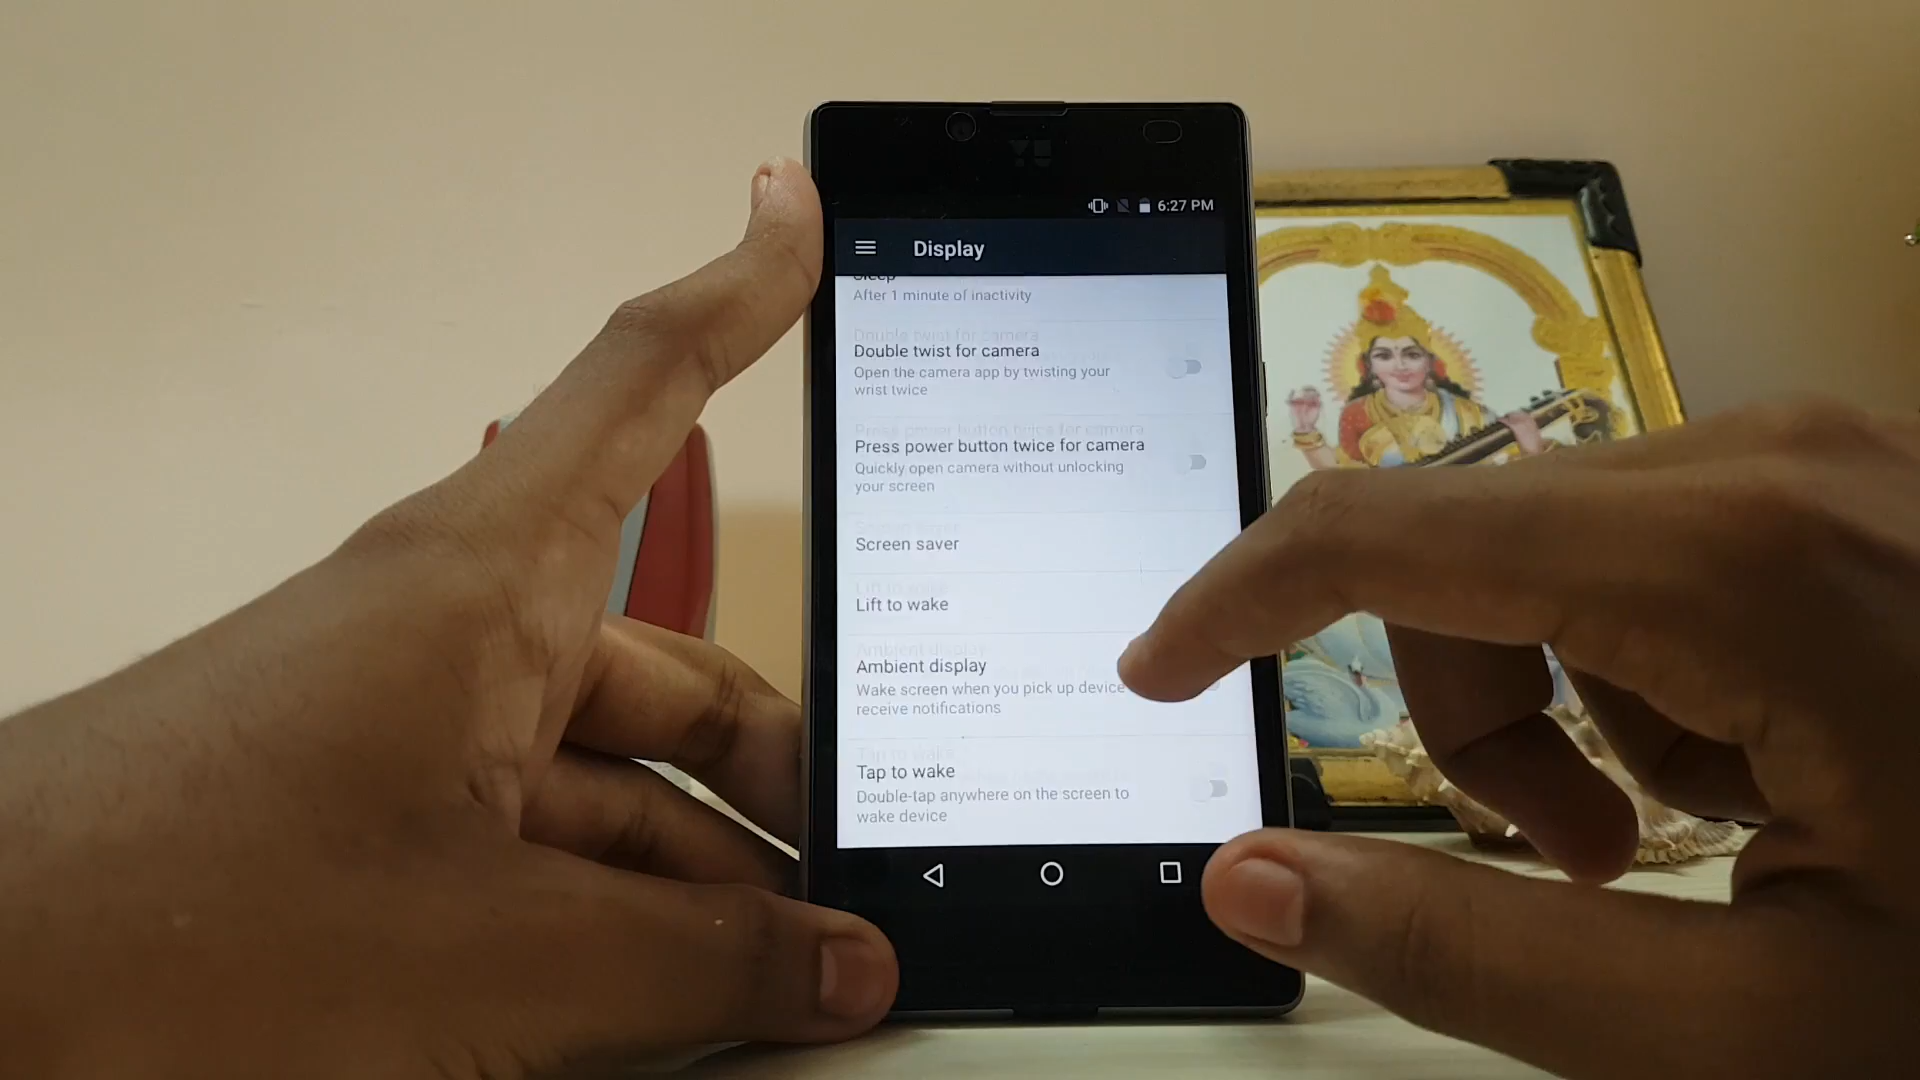 YU
6:27 PM
Display
Sleep
After 1 minute of inactivity
Double twist for camera
Open the camera app by twisting your
wrist twice
Press power button twice for camera
Quickly open camera without unlocking
your screen
Screen saver
Lift to wake
Ambient display
Wake screen when you pick up device
receive notifications
Tap to wake
Double-tap anywhere on the screen to
wake device